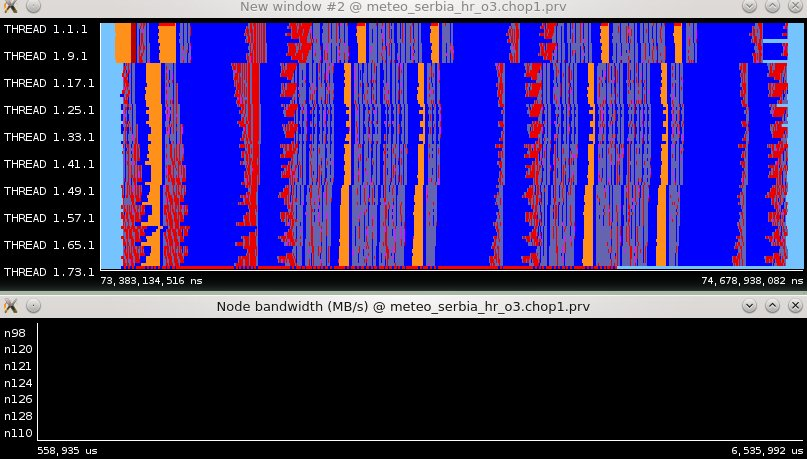 New window #2 @ meteo_serbia_hr_o3.chop1.prv
THREAD 1.1.1
THREAD 1.9.1
THREAD 1.17.1
THREAD 1.25.1
THREAD 1.33.1
THREAD 1.41.1
THREAD 1.49.1
THREAD 1.57.1
THREAD 1.65.1
THREAD 1.73.1
73,383,134,516 ns 74,678,938,082 ns
Node bandwidth (MB/s) @ meteo_serbia_hr_o3.chop1.prv
n98
n120
n121
n124
n126
n128
n110
558,935 us 6,535,992 us